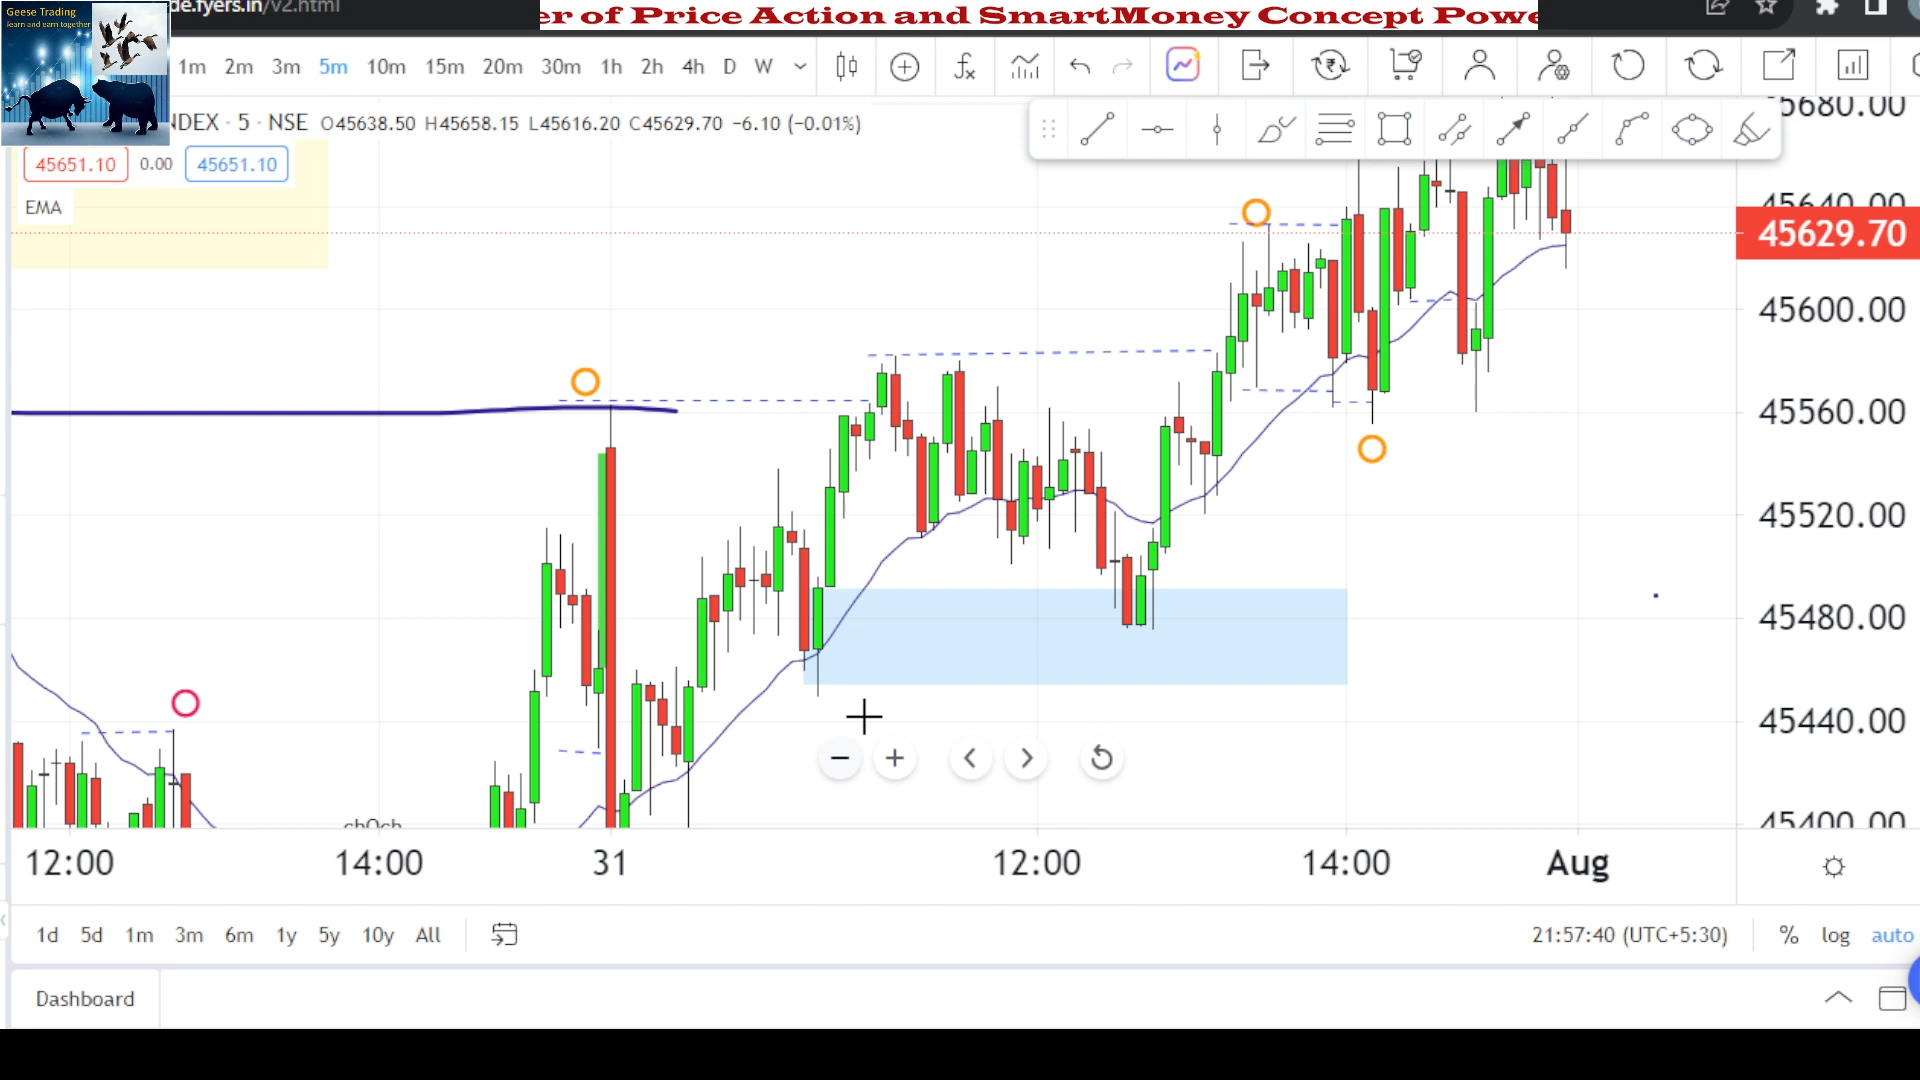 Geese Trading
learn and earn together
de.fyers.in/v2.html
er of Price Action and SmartMoney Concept Powe
1m 2m 3m 5m 10m 15m 20m 30m 1h 2h 4h D W
NDEX · 5 · NSE O45638.50 H45658.15 L45616.20 C45629.70 −6.10 (−0.01%)
45651.10 0.00 45651.10
EMA
45680.00
45640.00
45629.70
45600.00
45560.00
45520.00
45480.00
45440.00
45400.00
chOch
12:00 14:00 31 12:00 14:00 Aug
1d 5d 1m 3m 6m 1y 5y 10y All
21:57:40 (UTC+5:30) % log auto
Dashboard